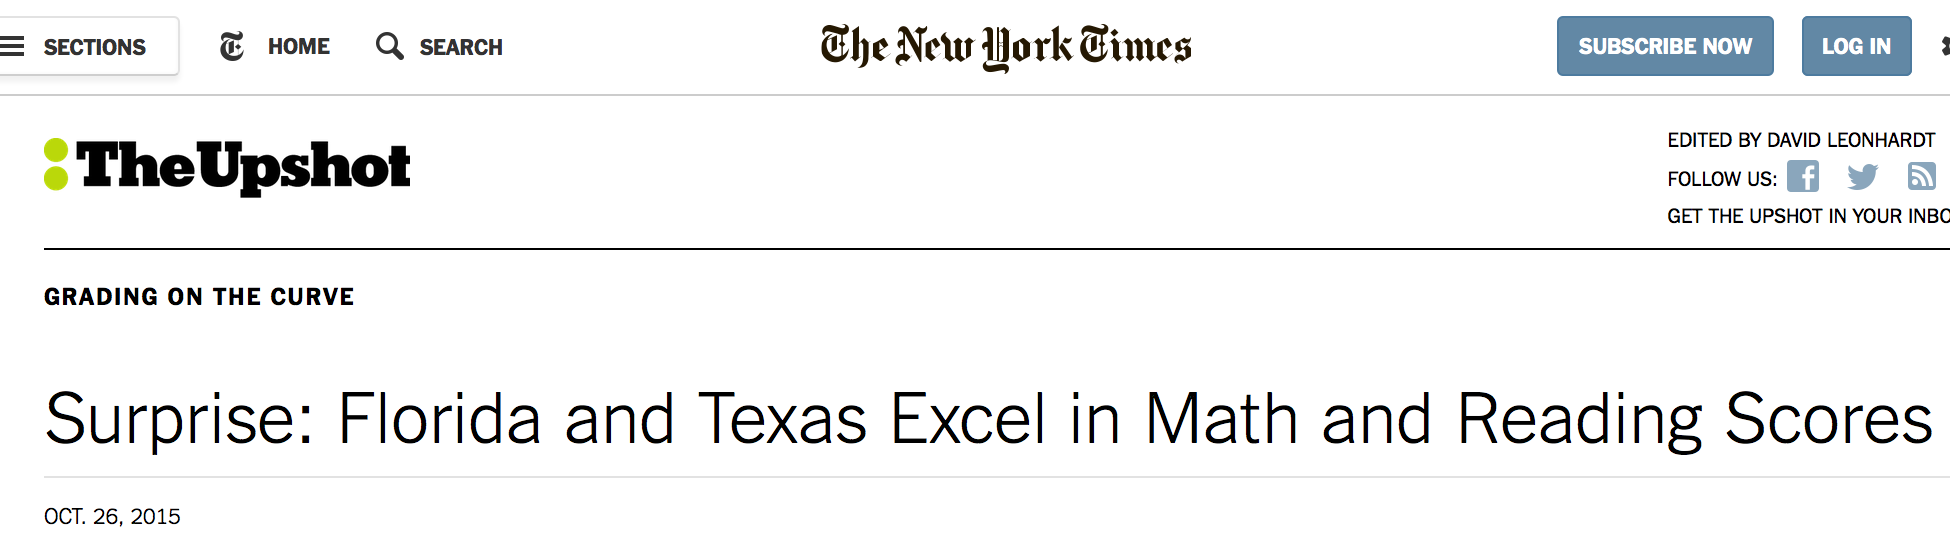 SECTIONS HOME SEARCH The New York Times SUBSCRIBE NOW LOG IN
The Upshot
EDITED BY DAVID LEONHARDT
FOLLOW US:
GET THE UPSHOT IN YOUR INBO
GRADING ON THE CURVE
Surprise: Florida and Texas Excel in Math and Reading Scores
OCT. 26, 2015